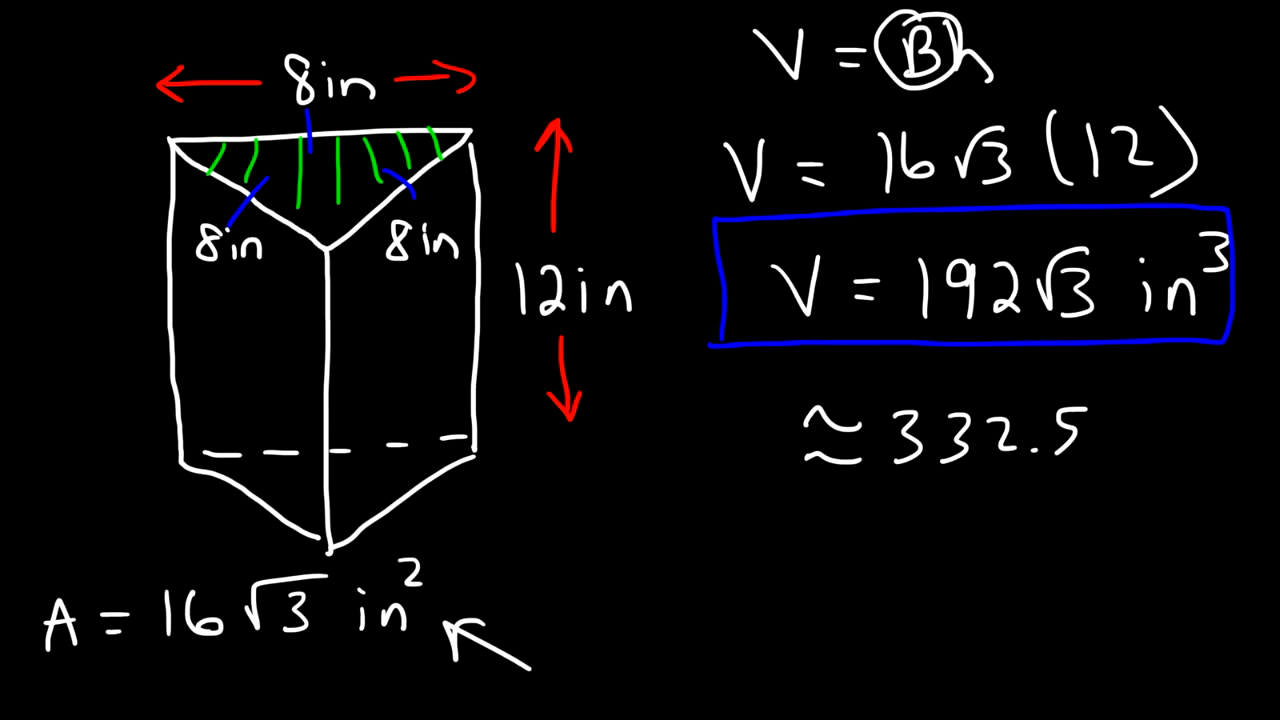 8in
8in 8in
12in
A = 16√3 in²
V = Bh
V = 16√3 (12)
V = 192√3 in³
≈ 332.5